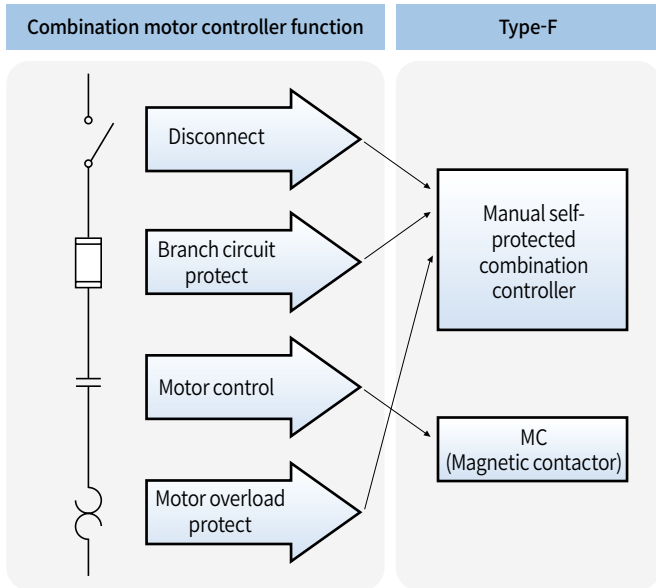 Combination motor controller function
Type-F
Disconnect
Branch circuit
protect
Motor control
Motor overload
protect
Manual self-
protected
combination
controller
MC
(Magnetic contactor)